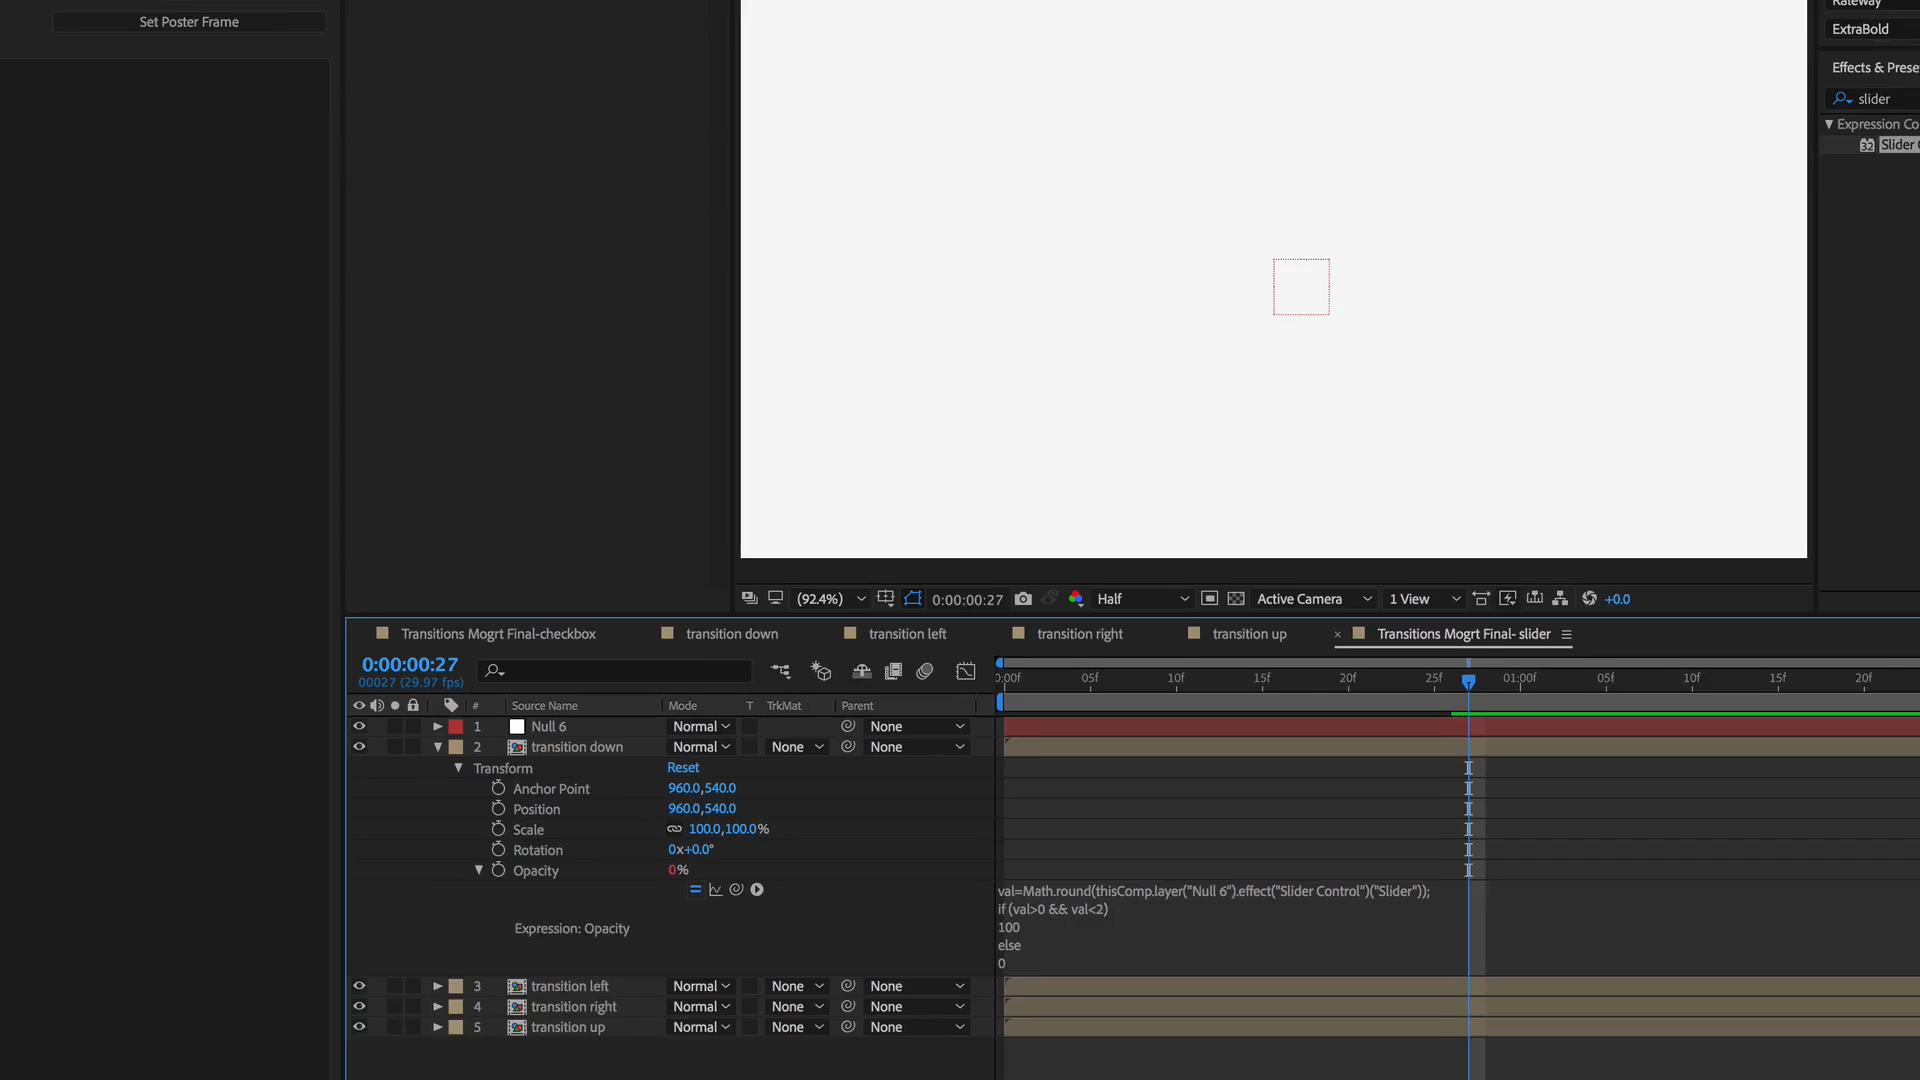 Set Poster Frame
Raleway
ExtraBold
Effects & Prese
slider
Expression Co
32 Slider C
(92.4%) 0:00:00:27 Half Active Camera 1 View +0.0
Transitions Mogrt Final-checkbox transition down transition left transition right transition up × Transitions Mogrt Final- slider
0:00:00:27
00027 (29.97 fps)
0:00f 05f 10f 15f 20f 25f 01:00f 05f 10f 15f 20f
# Source Name Mode T TrkMat Parent
1 Null 6 Normal None
2 transition down Normal None None
Transform Reset
Anchor Point 960.0,540.0
Position 960.0,540.0
Scale 100.0,100.0%
Rotation 0x+0.0°
Opacity 0%
val=Math.round(thisComp.layer("Null 6").effect("Slider Control")("Slider"));
if (val>0 && val<2)
100
else
0
Expression: Opacity
3 transition left Normal None None
4 transition right Normal None None
5 transition up Normal None None